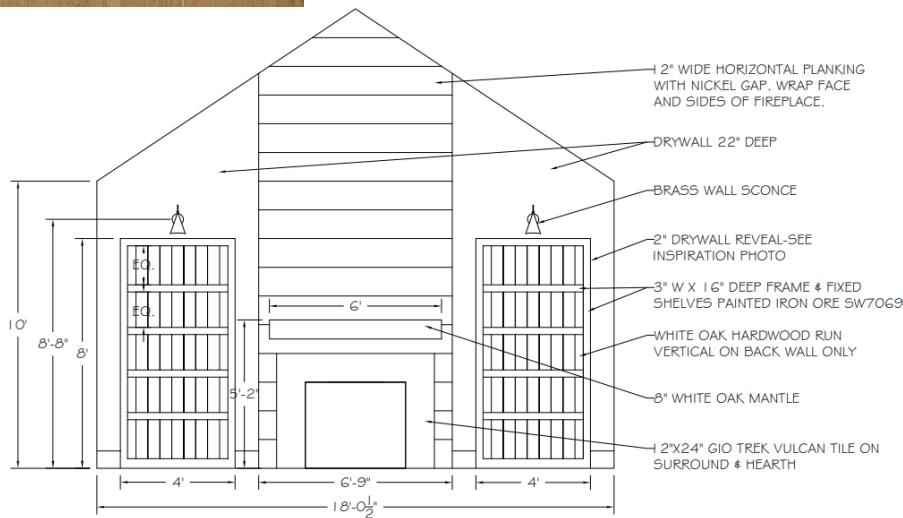 12" WIDE HORIZONTAL PLANKING
WITH NICKEL GAP. WRAP FACE
AND SIDES OF FIREPLACE.
DRYWALL 22" DEEP
BRASS WALL SCONCE
2" DRYWALL REVEAL-SEE
INSPIRATION PHOTO
3" W X 16" DEEP FRAME & FIXED
SHELVES PAINTED IRON ORE SW7069
WHITE OAK HARDWOOD RUN
VERTICAL ON BACK WALL ONLY
8" WHITE OAK MANTLE
12"X24" GIO TREK VULCAN TILE ON
SURROUND & HEARTH
EQ.
EQ.
6'
10'
8'-8"
8'
5'-2"
4'
6'-9"
4'
18'-0½"